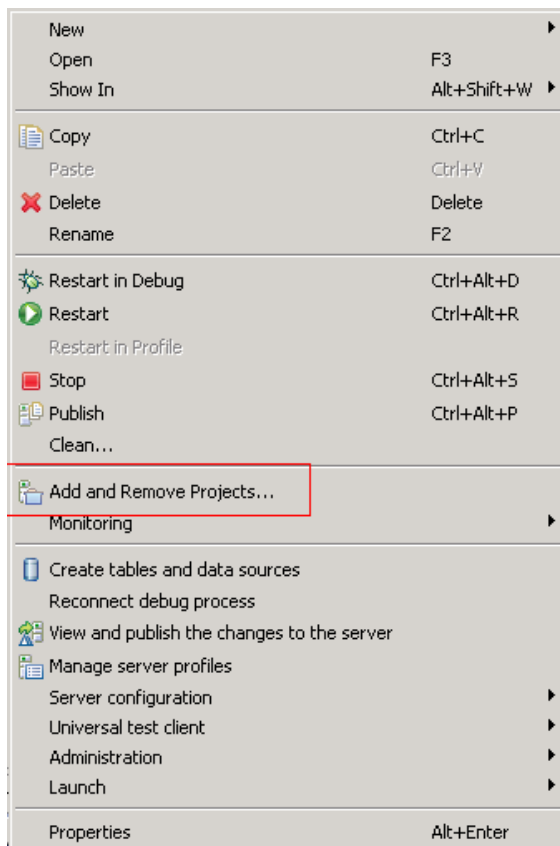 New
Open F3
Show In Alt+Shift+W
Copy Ctrl+C
Paste Ctrl+V
Delete Delete
Rename F2
Restart in Debug Ctrl+Alt+D
Restart Ctrl+Alt+R
Restart in Profile
Stop Ctrl+Alt+S
Publish Ctrl+Alt+P
Clean...
Add and Remove Projects...
Monitoring
Create tables and data sources
Reconnect debug process
View and publish the changes to the server
Manage server profiles
Server configuration
Universal test client
Administration
Launch
Properties Alt+Enter